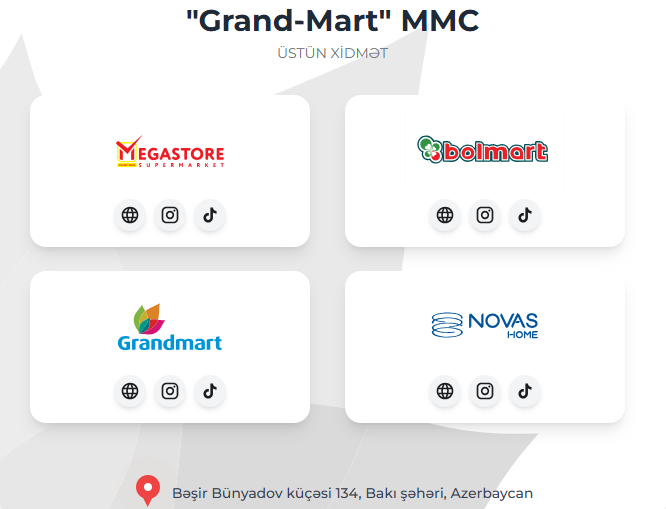 "Grand-Mart" MMC
ÜSTÜN XİDMƏT
MEGASTORE
SUPERMARKET
bolmart
Grandmart
NOVAS
HOME
Bəşir Bünyadov küçəsi 134, Bakı şəhəri, Azerbaycan